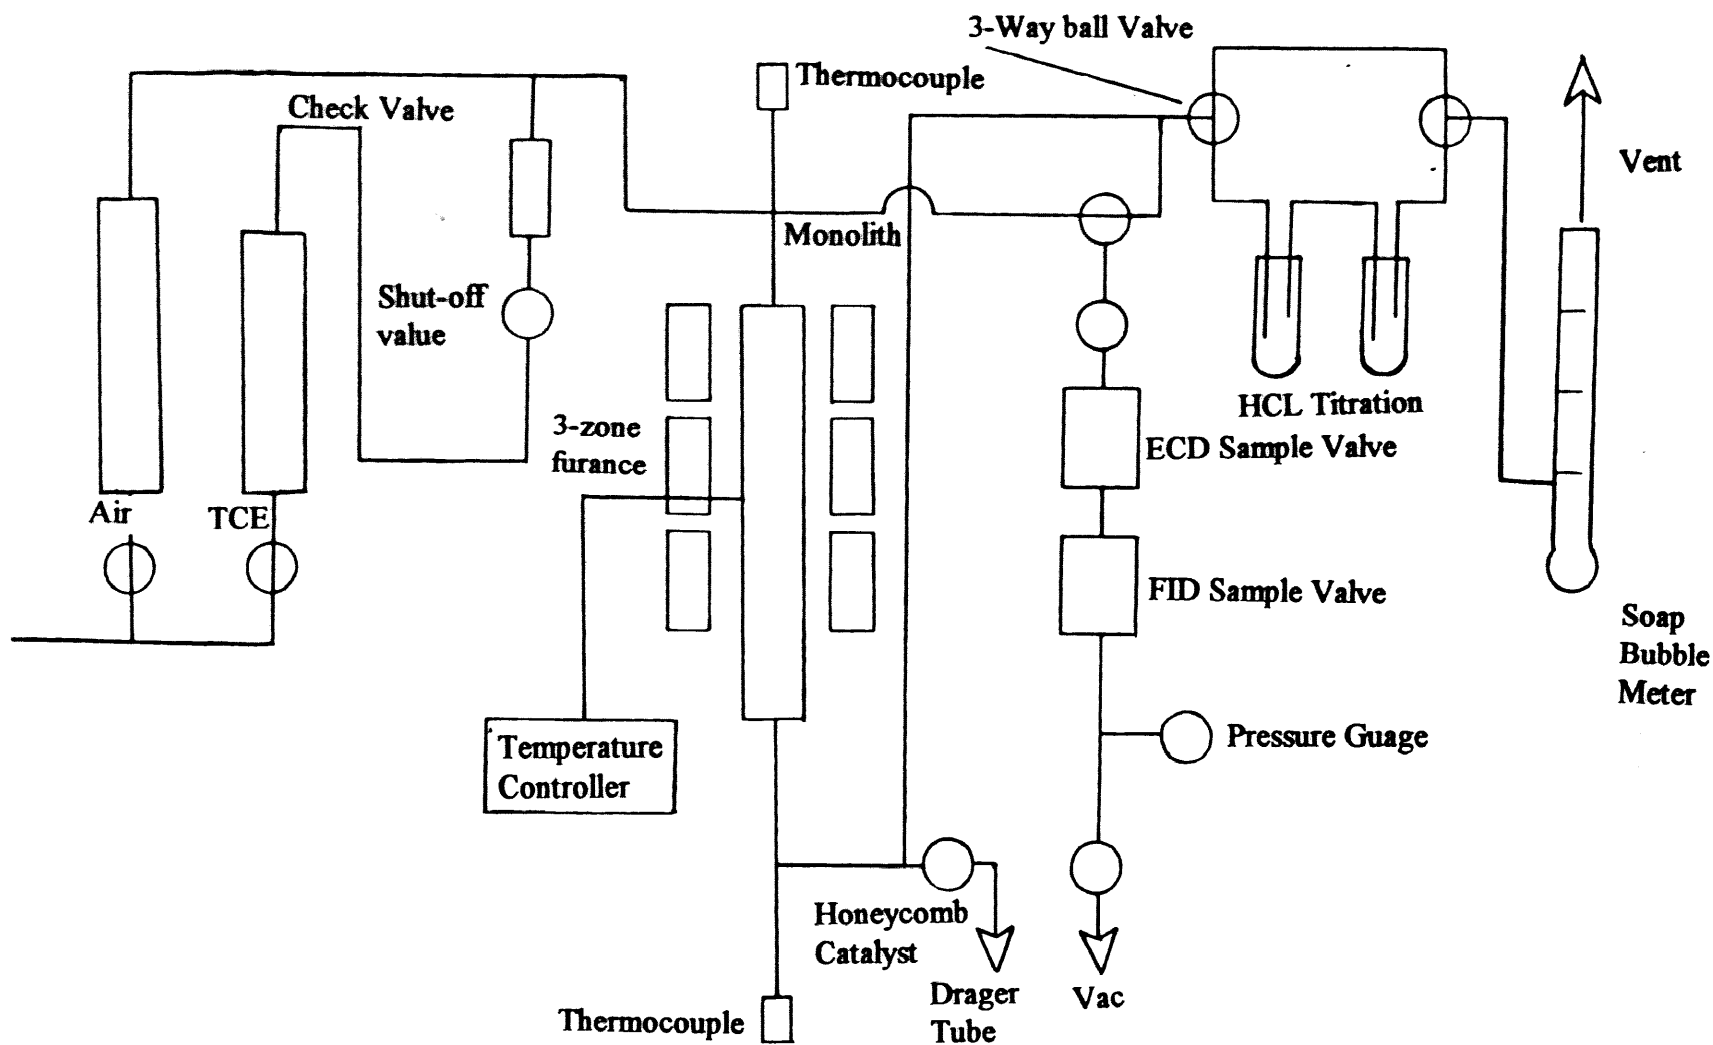 3-Way ball Valve
Thermocouple
Check Valve
Vent
Monolith
Shut-off
value
HCL Titration
3-zone
furance
ECD Sample Valve
Air
TCE
FID Sample Valve
Soap
Bubble
Meter
Temperature
Controller
Pressure Guage
Honeycomb
Catalyst
Drager
Tube
Vac
Thermocouple